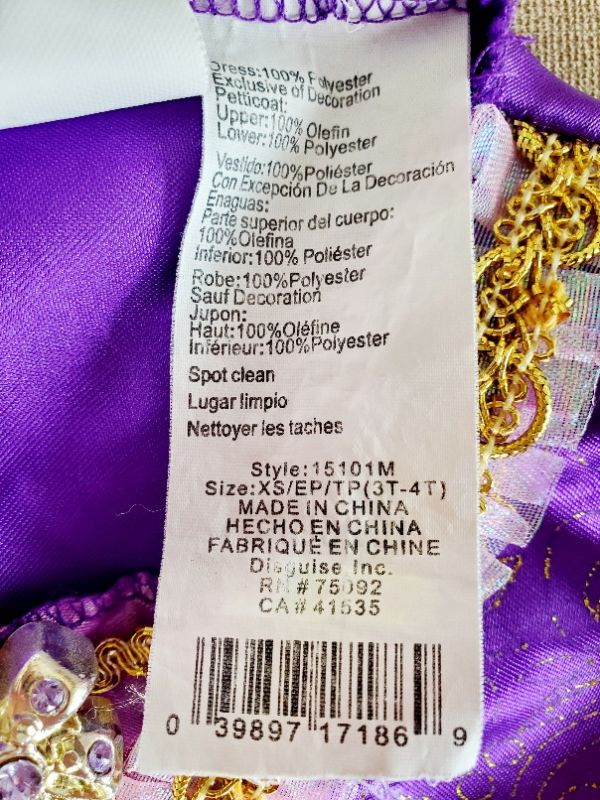 Dress:100% Polyester
Exclusive of Decoration
Petticoat:
Upper:100% Olefin
Lower:100% Polyester
Vestido:100%Poliéster
Con Excepción De La Decoración
Enaguas:
Parte superior del cuerpo:
100%Olefina
Inferior:100% Poliéster
Robe:100%Polyester
Sauf Decoration
Jupon:
Haut:100%Oléfine
Inférieur:100%Polyester
Spot clean
Lugar limpio
Nettoyer les taches
Style:15101M
Size:XS/EP/TP(3T-4T)
MADE IN CHINA
HECHO EN CHINA
FABRIQUÉ EN CHINE
Disguise Inc.
RN # 75092
CA # 41535
0 39897 17186 9